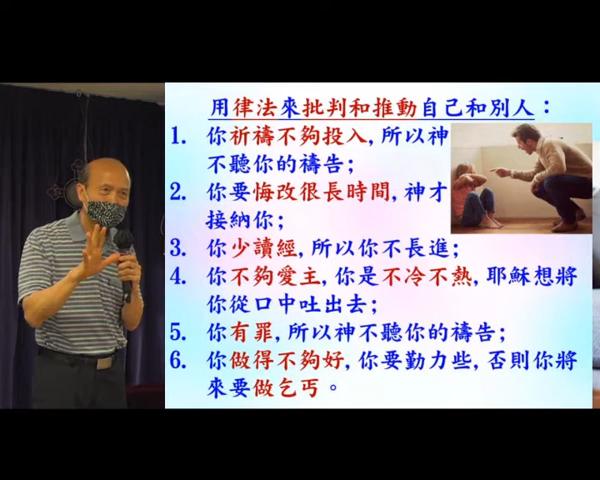 用律法來批判和推動自己和別人：
1. 你祈禱不夠投入, 所以神
不聽你的禱告;
2. 你要悔改很長時間, 神才
接納你;
3. 你少讀經, 所以你不長進;
4. 你不夠愛主, 你是不冷不熱, 耶穌想將
你從口中吐出去;
5. 你有罪, 所以神不聽你的禱告;
6. 你做得不夠好, 你要勤力些, 否則你將
來要做乞丐。